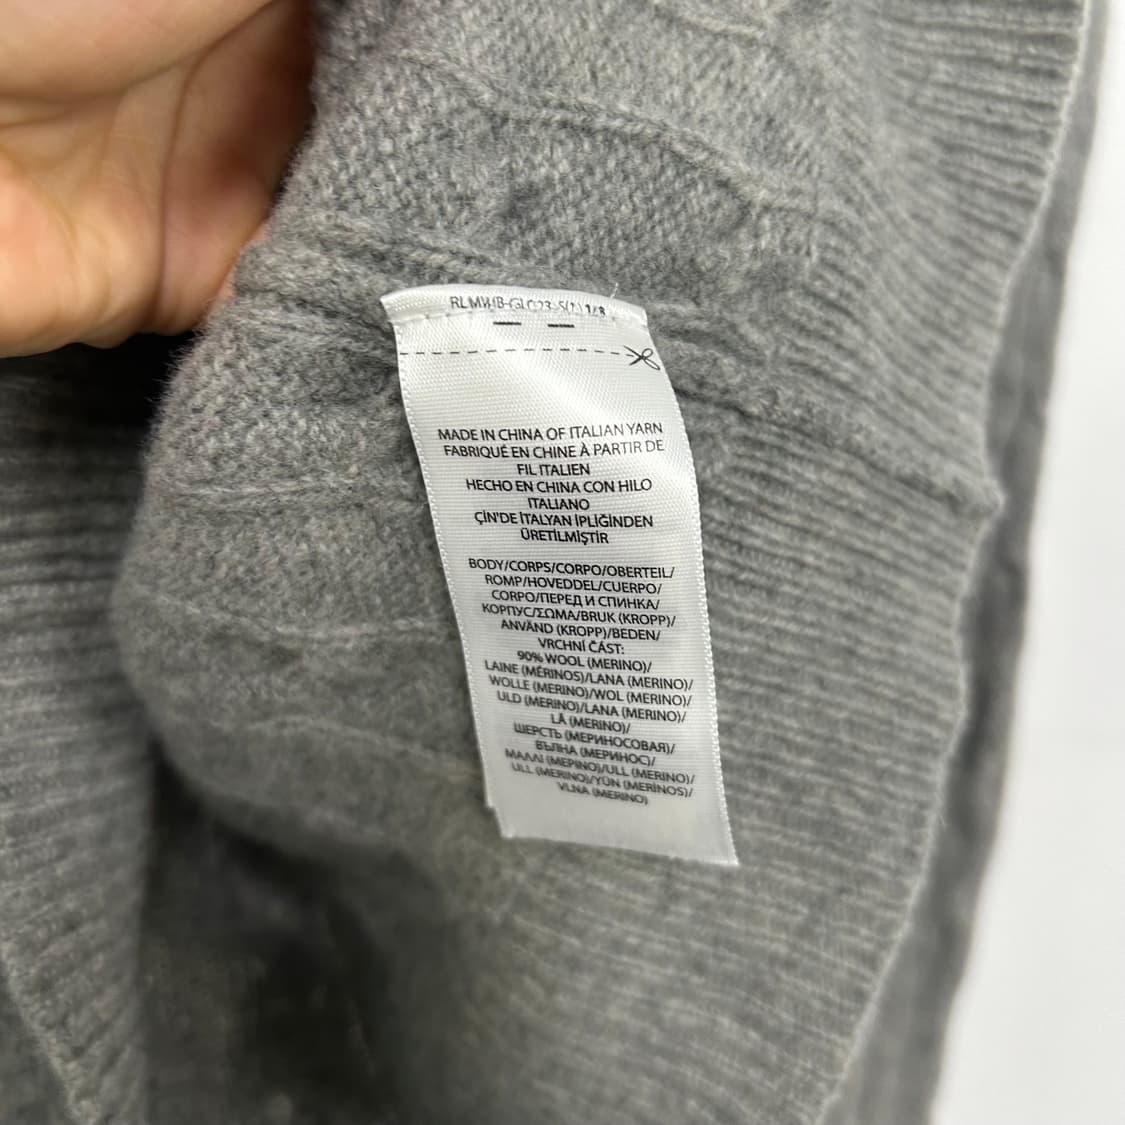 MADE IN CHINA OF ITALIAN YARN
FABRIQUÉ EN CHINE À PARTIR DE
FIL ITALIEN
HECHO EN CHINA CON HILO
ITALIANO
ÇİN'DE İTALYAN İPLİĞİNDEN
ÜRETİLMİŞTİR
BODY/CORPS/CORPO/OBERTEIL/
ROMP/HOVEDDEL/CUERPO/
CORPO/ПЕРЕД И СПИНКА/
КОРПУС/ΣΩΜΑ/BRUK (KROPP)/
ANVÄND (KROPP)/BEDEN/
VRCHNÍ ČÁST:
90% WOOL (MERINO)/
LAINE (MÉRINOS)/LANA (MERINO)/
WOLLE (MERINO)/WOL (MERINO)/
ULD (MERINO)/LANA (MERINO)/
LÃ (MERINO)/
ШЕРСТЬ (МЕРИНОСОВАЯ)/
ВЪЛНА (МЕРИНОС)/
ΜΑΛΛΙ (ΜΕΡΙΝΟ)/ULL (MERINO)/
ULL (MERINO)/YÜN (MERİNOS)/
VLNA (MERINO)